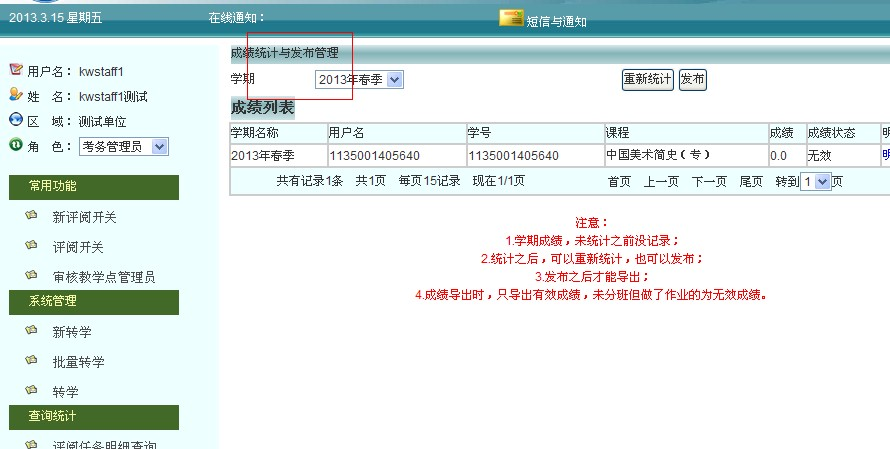 2013.3.15 星期五 在线通知： 短信与通知
用户名： kwstaff1
姓 名： kwstaff1测试
区 域： 测试单位
角 色： 考务管理员
常用功能
新评阅开关
评阅开关
审核教学点管理员
系统管理
新转学
批量转学
转学
查询统计
评阅任务明细查询
成绩统计与发布管理
学期 2013年春季 重新统计 发布
成绩列表
学期名称 用户名 学号 课程 成绩 成绩状态 明
2013年春季 1135001405640 1135001405640 中国美术简史（专） 0.0 无效 明
共有记录1条 共1页 每页15记录 现在1/1页 首页 上一页 下一页 尾页 转到 1 页
注意：
1.学期成绩，未统计之前没记录；
2.统计之后，可以重新统计，也可以发布；
3.发布之后才能导出；
4.成绩导出时，只导出有效成绩，未分班但做了作业的为无效成绩。